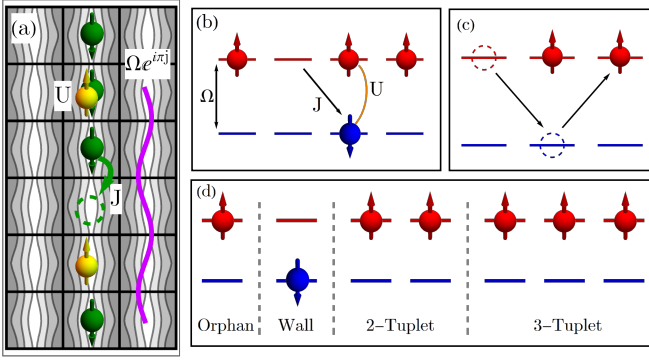 (a)
Ωe^{iπj}
U
J
(b)
Ω
J
U
(c)
(d)
Orphan
Wall
2−Tuplet
3−Tuplet